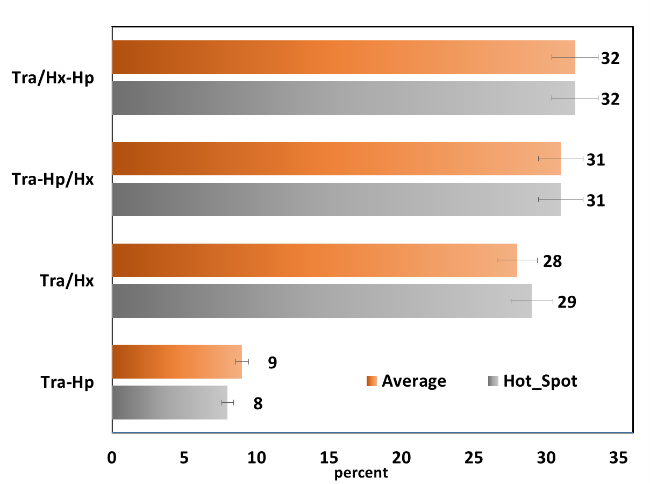 Tra/Hx-Hp
32
32
Tra-Hp/Hx
31
31
Tra/Hx
28
29
Tra-Hp
9
8
Average
Hot_Spot
0 5 10 15 20 25 30 35
percent